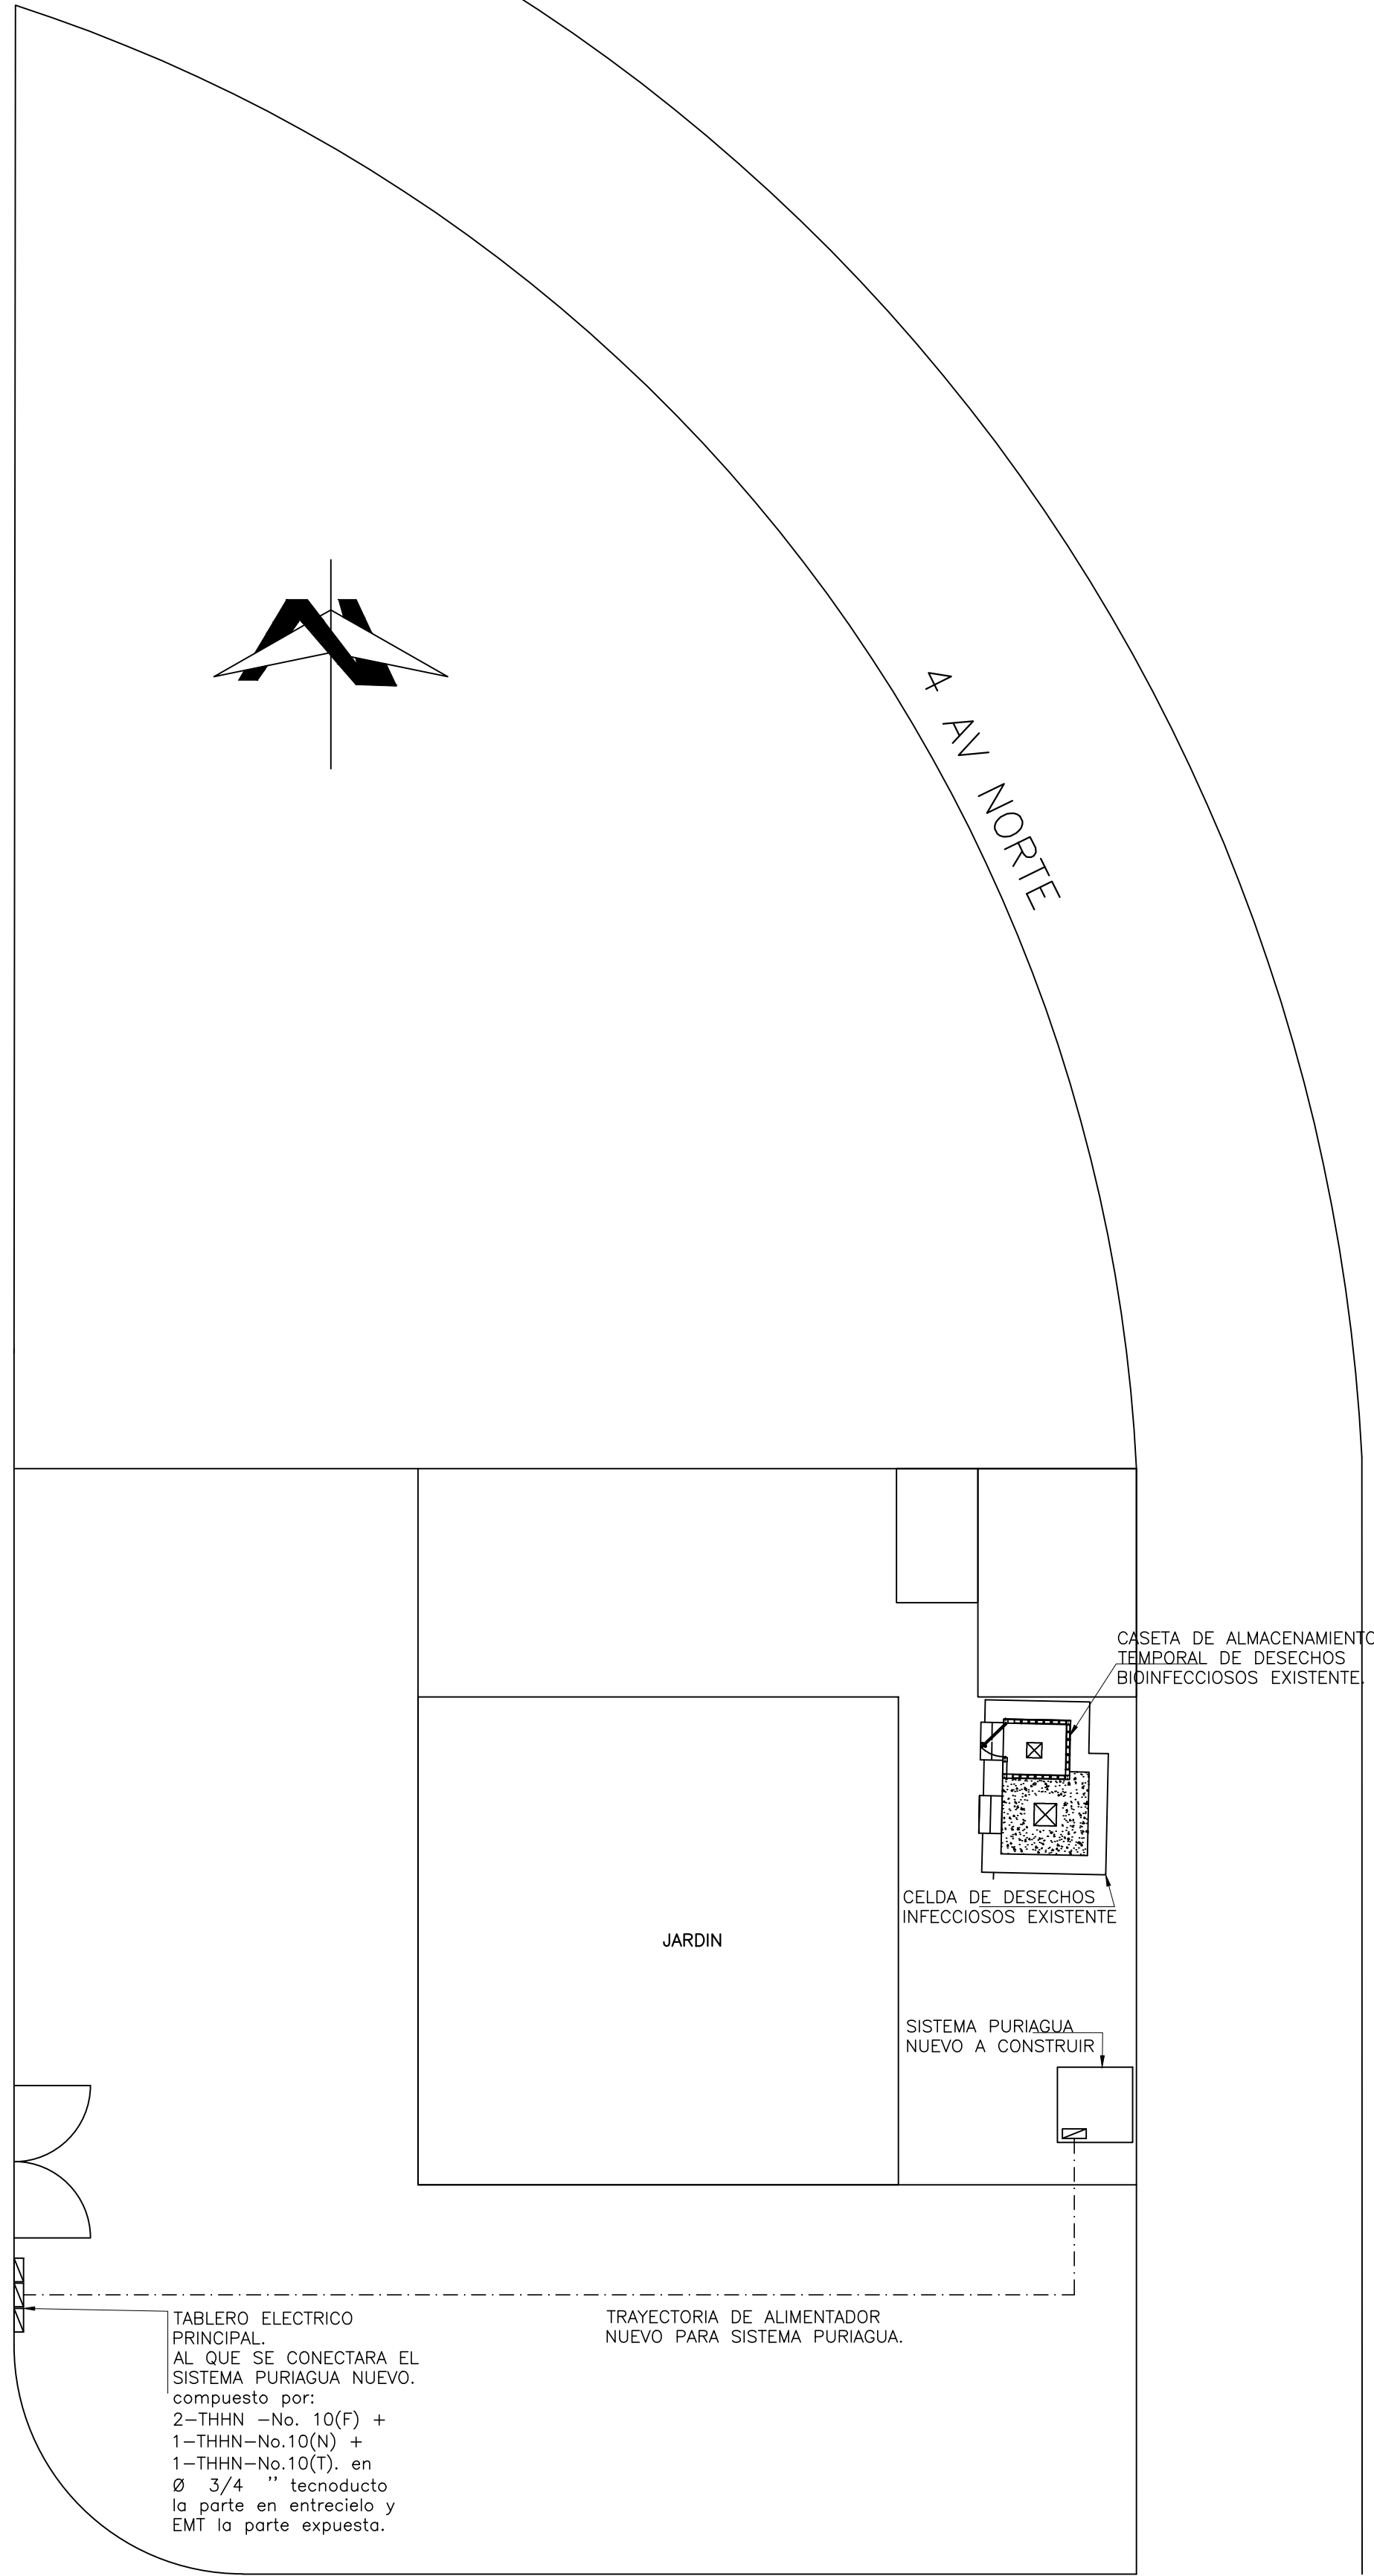 4 AV NORTE
CASETA DE ALMACENAMIENTO
TEMPORAL DE DESECHOS
BIOINFECCIOSOS EXISTENTE.
CELDA DE DESECHOS
INFECCIOSOS EXISTENTE
JARDIN
SISTEMA PURIAGUA
NUEVO A CONSTRUIR
TABLERO ELECTRICO
PRINCIPAL.
AL QUE SE CONECTARA EL
SISTEMA PURIAGUA NUEVO.
compuesto por:
2-THHN -No. 10(F) +
1-THHN-No.10(N) +
1-THHN-No.10(T). en
Ø 3/4 '' tecnoducto
la parte en entrecielo y
EMT la parte expuesta.
TRAYECTORIA DE ALIMENTADOR
NUEVO PARA SISTEMA PURIAGUA.